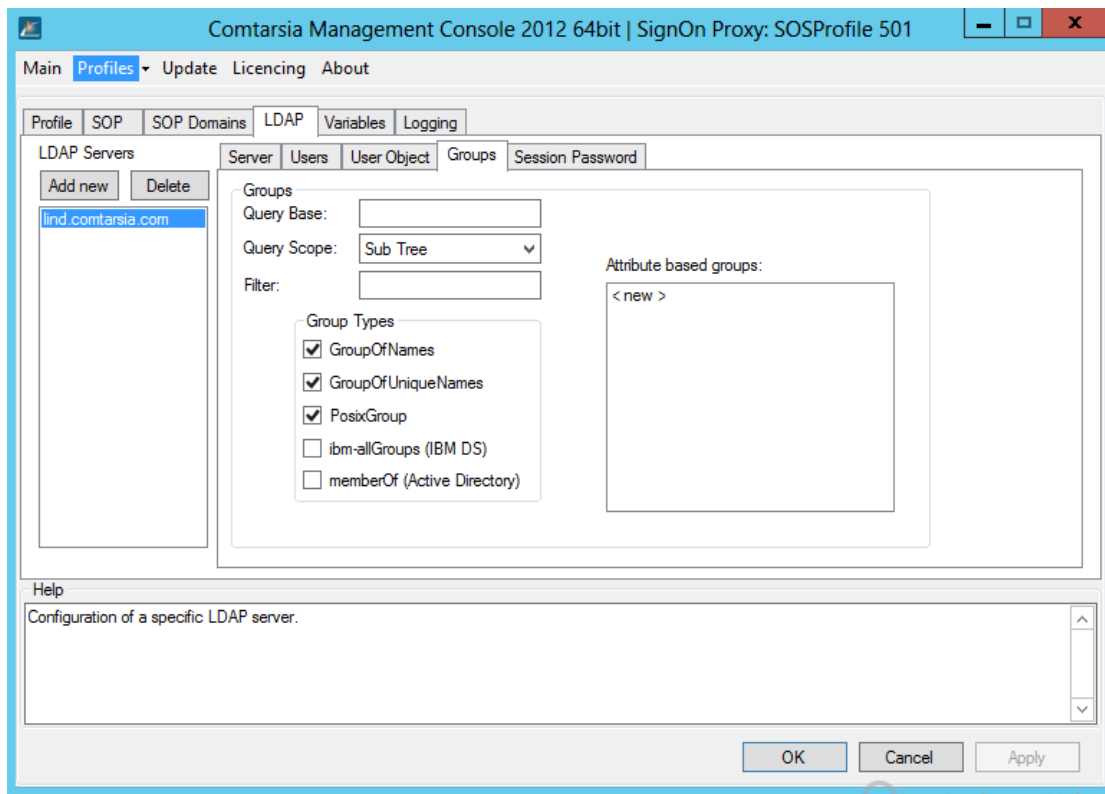 Comtarsia Management Console 2012 64bit | SignOn Proxy: SOSProfile 501
Main Profiles Update Licencing About
Profile SOP SOP Domains LDAP Variables Logging
LDAP Servers
Add new Delete
lind.comtarsia.com
Server Users User Object Groups Session Password
Groups
Query Base:
Query Scope: Sub Tree
Filter:
Group Types
GroupOfNames
GroupOfUniqueNames
PosixGroup
ibm-allGroups (IBM DS)
memberOf (Active Directory)
Attribute based groups:
< new >
Help
Configuration of a specific LDAP server.
OK Cancel Apply